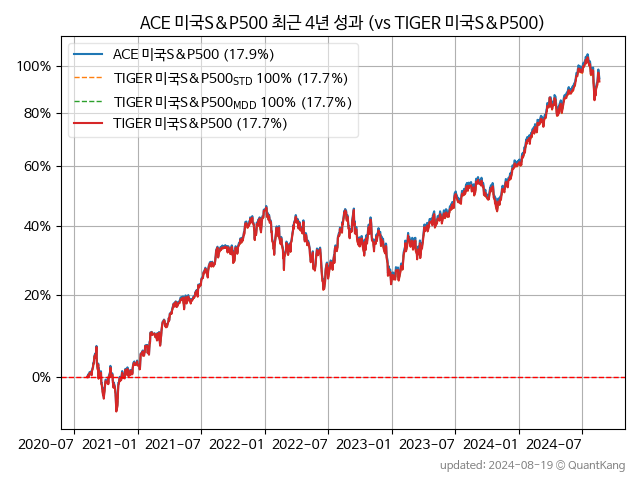 ACE 미국S&P500 최근 4년 성과 (vs TIGER 미국S&P500)
ACE 미국S&P500 (17.9%)
TIGER 미국S&P500STD 100% (17.7%)
TIGER 미국S&P500MDD 100% (17.7%)
TIGER 미국S&P500 (17.7%)
100%
80%
60%
40%
20%
0%
2020-07 2021-01 2021-07 2022-01 2022-07 2023-01 2023-07 2024-01 2024-07
updated: 2024-08-19 © QuantKang